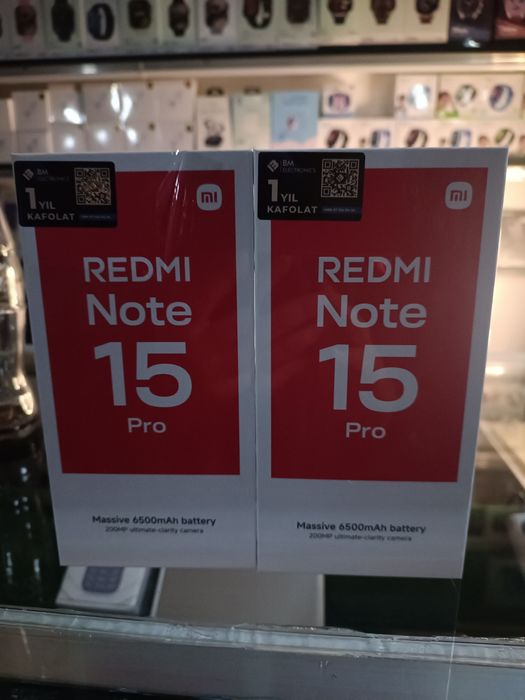 BM
ELECTRONICS
1 YIL
KAFOLAT
mi
REDMI
Note
15
Pro
Massive 6500mAh battery
200MP ultimate-clarity camera
BM
ELECTRONICS
1 YIL
KAFOLAT
mi
REDMI
Note
15
Pro
Massive 6500mAh battery
200MP ultimate-clarity camera